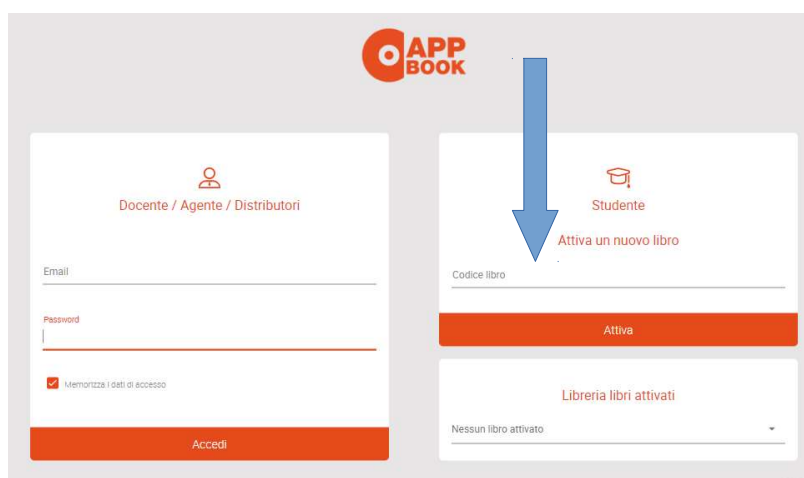 APP
BOOK
Docente / Agente / Distributori
Email
Password
Memorizza i dati di accesso
Accedi
Studente
Attiva un nuovo libro
Codice libro
Attiva
Libreria libri attivati
Nessun libro attivato